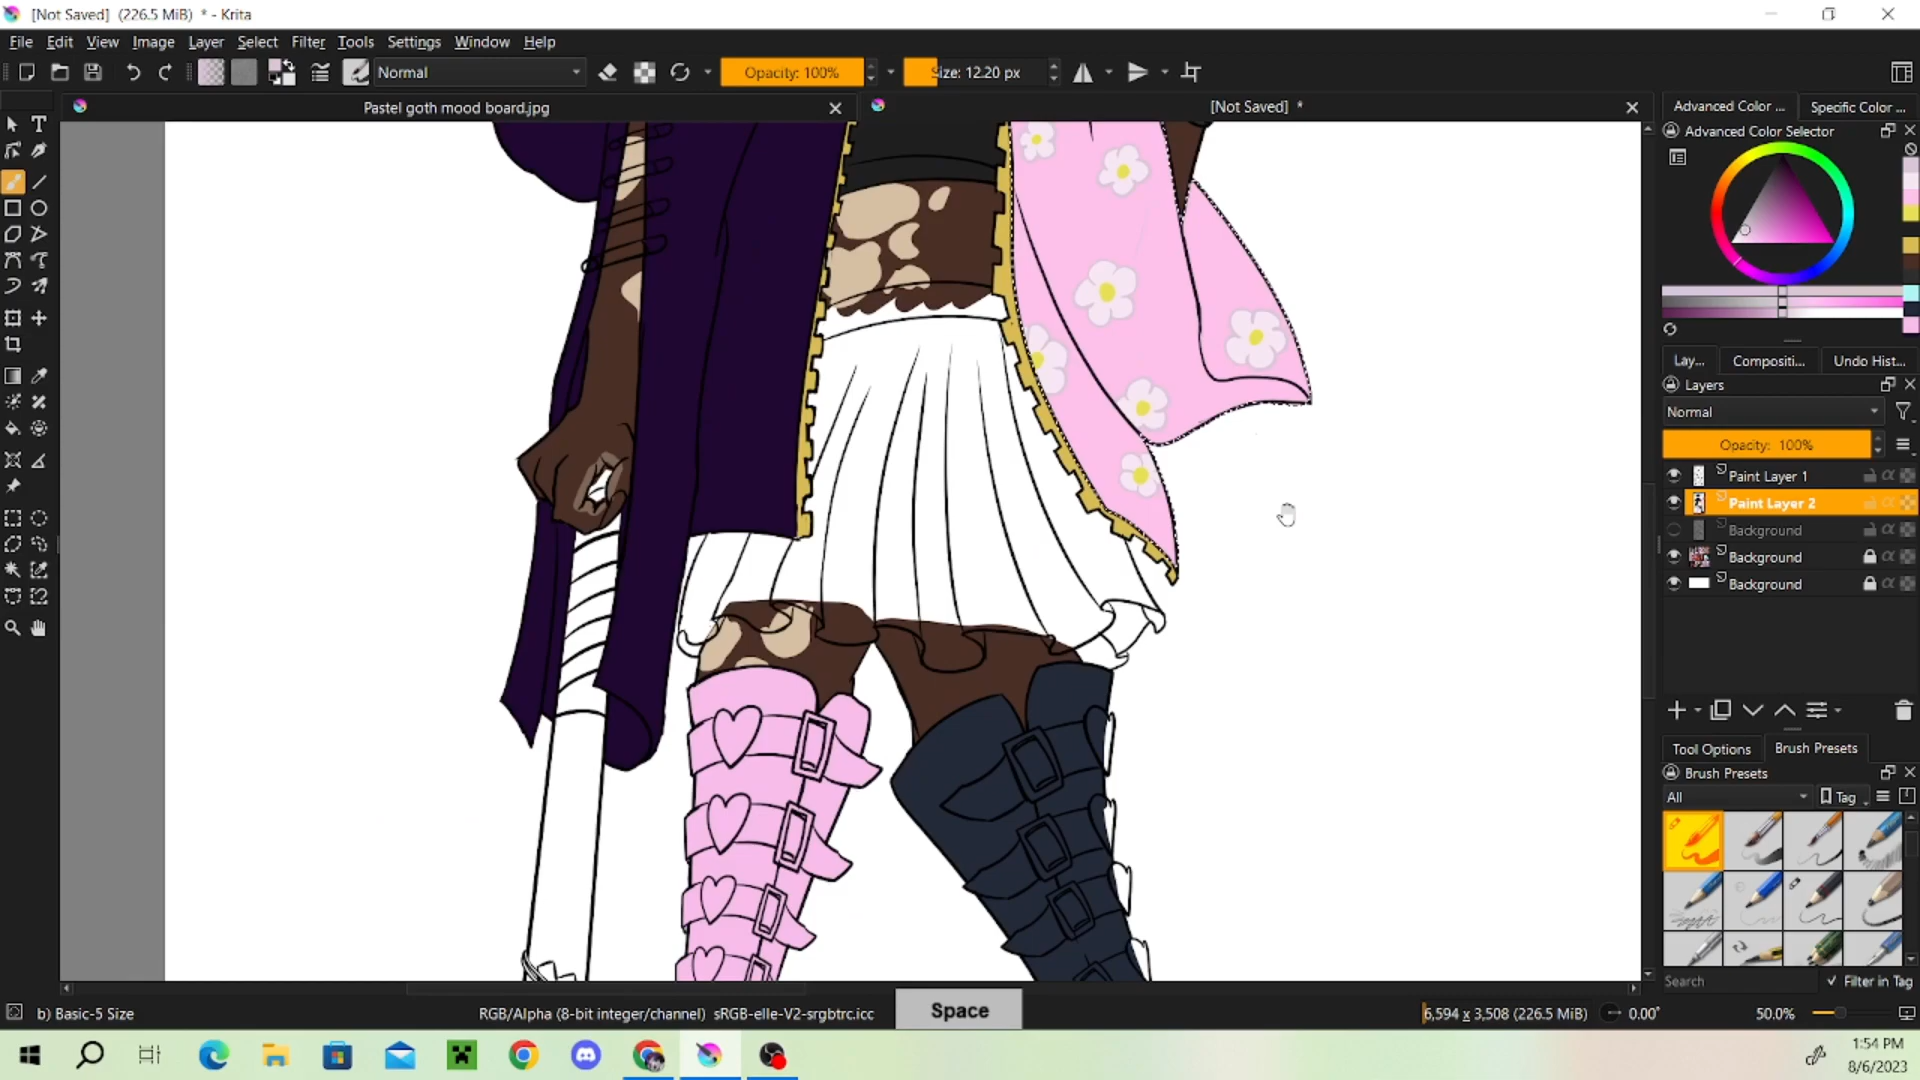 [Not Saved]  (226.5 MiB)  * - Krita
File Edit View Image Layer Select Filter Tools Settings Window Help
Normal Opacity: 100% Size: 12.20 px
Pastel goth mood board.jpg [Not Saved] * Advanced Color ... Specific Color ...
Advanced Color Selector
Lay... Compositi... Undo Hist...
Layers
Normal
Opacity: 100%
Paint Layer 1
Paint Layer 2
Background
Background
Background
Tool Options Brush Presets
Brush Presets
All Tag
Search Filter in Tag
b) Basic-5 Size RGB/Alpha (8-bit integer/channel) sRGB-elle-V2-srgbtrc.icc Space 6,594 x 3,508 (226.5 MiB) 0.00° 50.0%
1:54 PM
8/6/2023